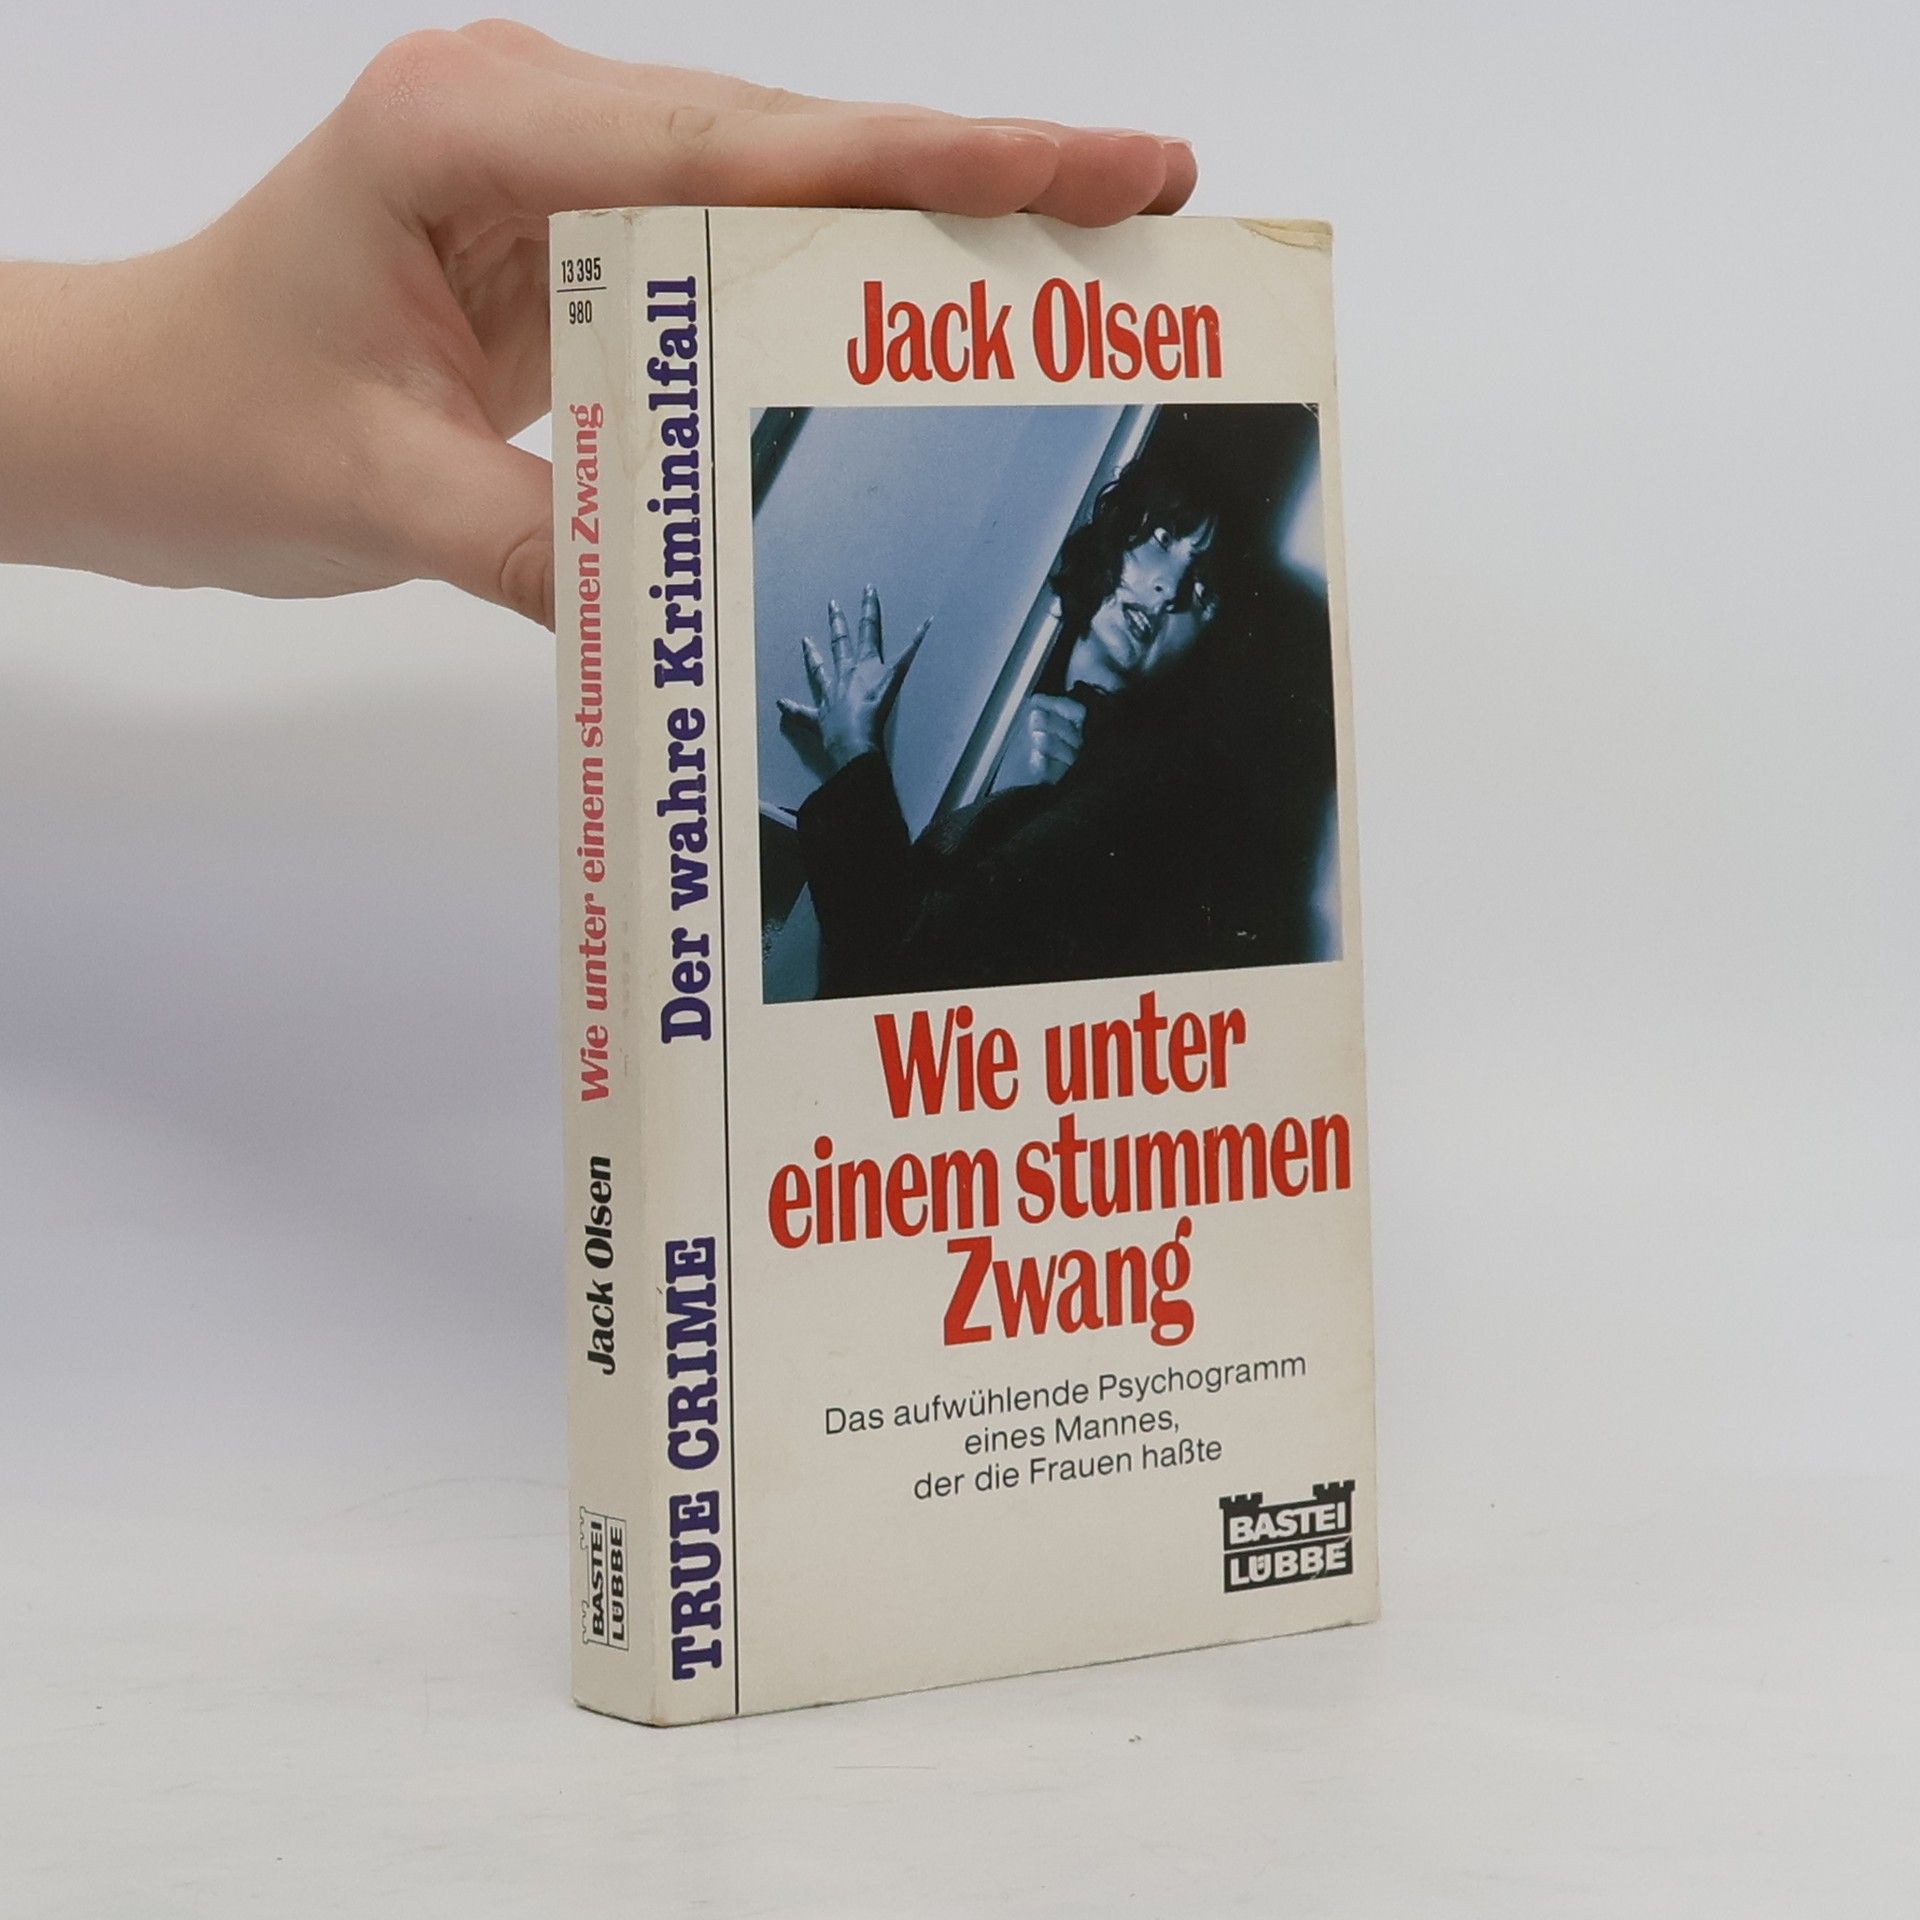 13 395
980
Wie unter einem stummen Zwang
Jack Olsen
BASTEI
LÜBBE
Der wahre Kriminalfall
TRUE CRIME
Jack Olsen
Wie unter
einem stummen
Zwang
Das aufwühlende Psychogramm
eines Mannes,
der die Frauen haßte
BASTEI
LÜBBE